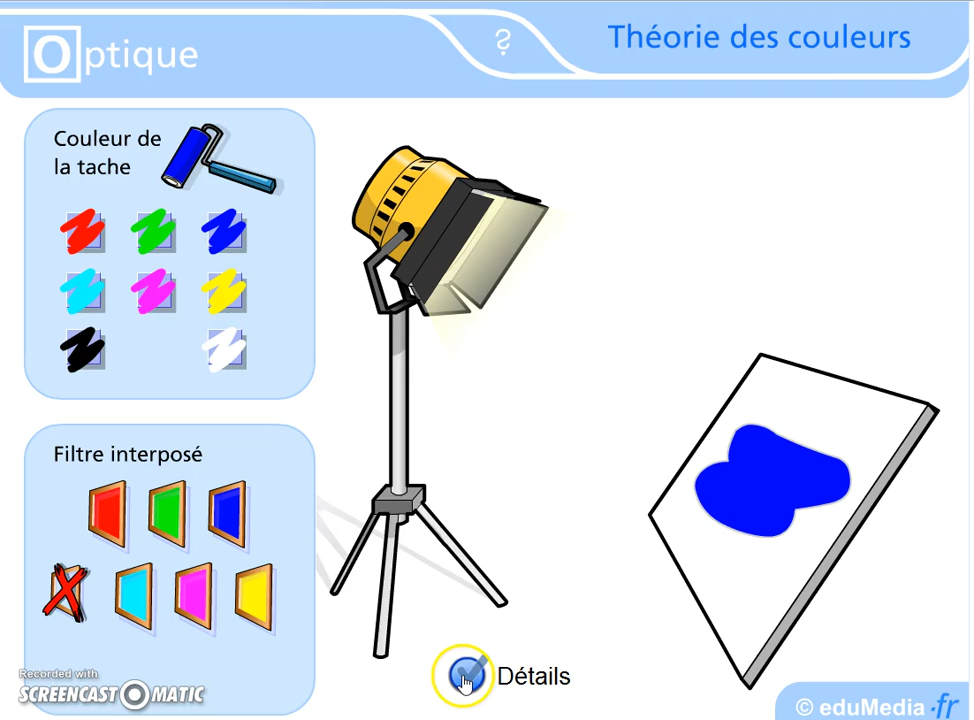 Optique
?
Théorie des couleurs
Couleur de
la tache
Filtre interposé
Détails
Recorded with
SCREENCAST O MATIC
© eduMedia.fr